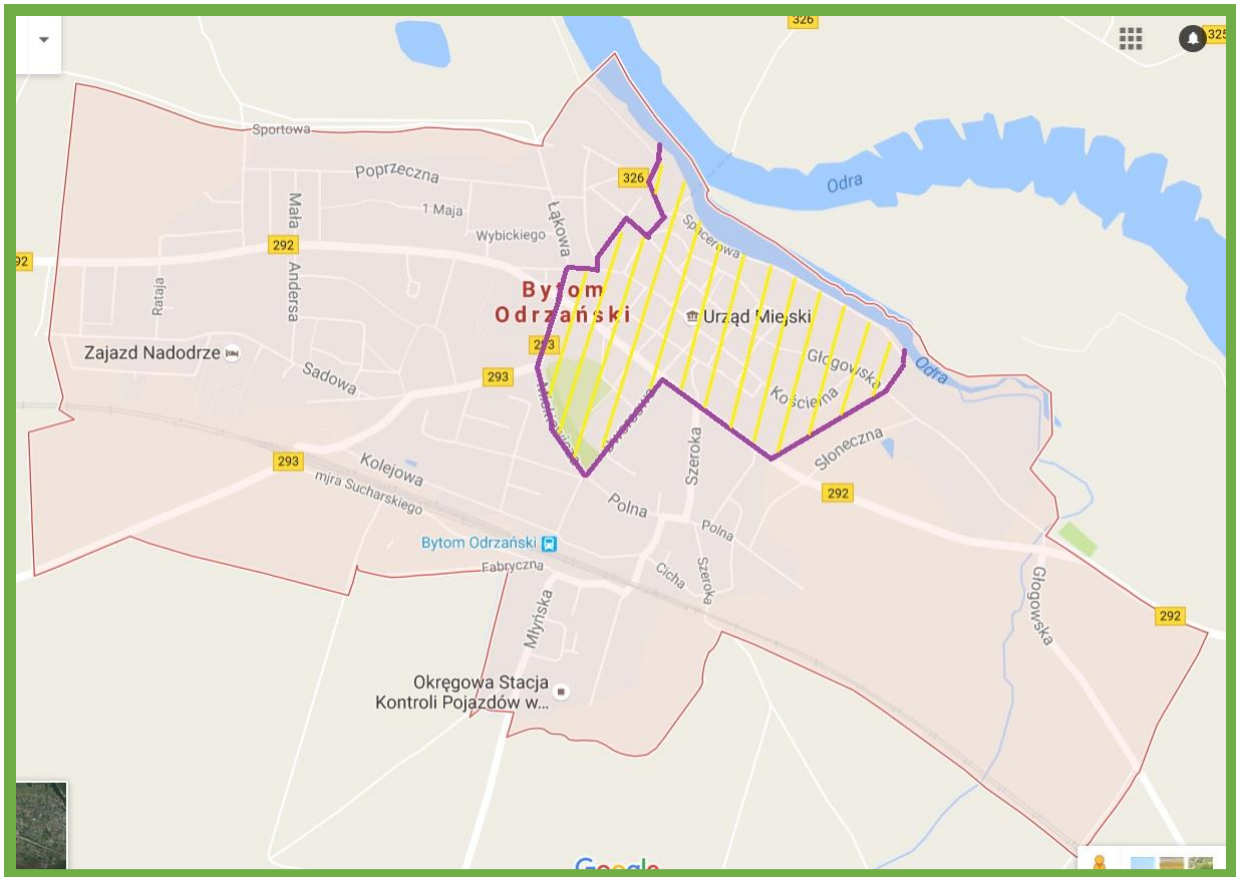 326
325
Sportowa
Poprzeczna
326
Odra
Mała
1 Maja
Łąkowa
Wybickiego
Spacerowa
292
92
Andersa
Rataja
Bytom
Odrzański
Urząd Miejski
293
Zajazd Nadodrze
Głogowska
Odra
Sadowa
293
Kościelna
Słoneczna
Szeroka
293
Kolejowa
mjra Sucharskiego
292
Polna
Polna
Bytom Odrzański
Fabryczna
Cicha
Szeroka
Głogowska
Młyńska
292
Okręgowa Stacja
Kontroli Pojazdów w...
Google